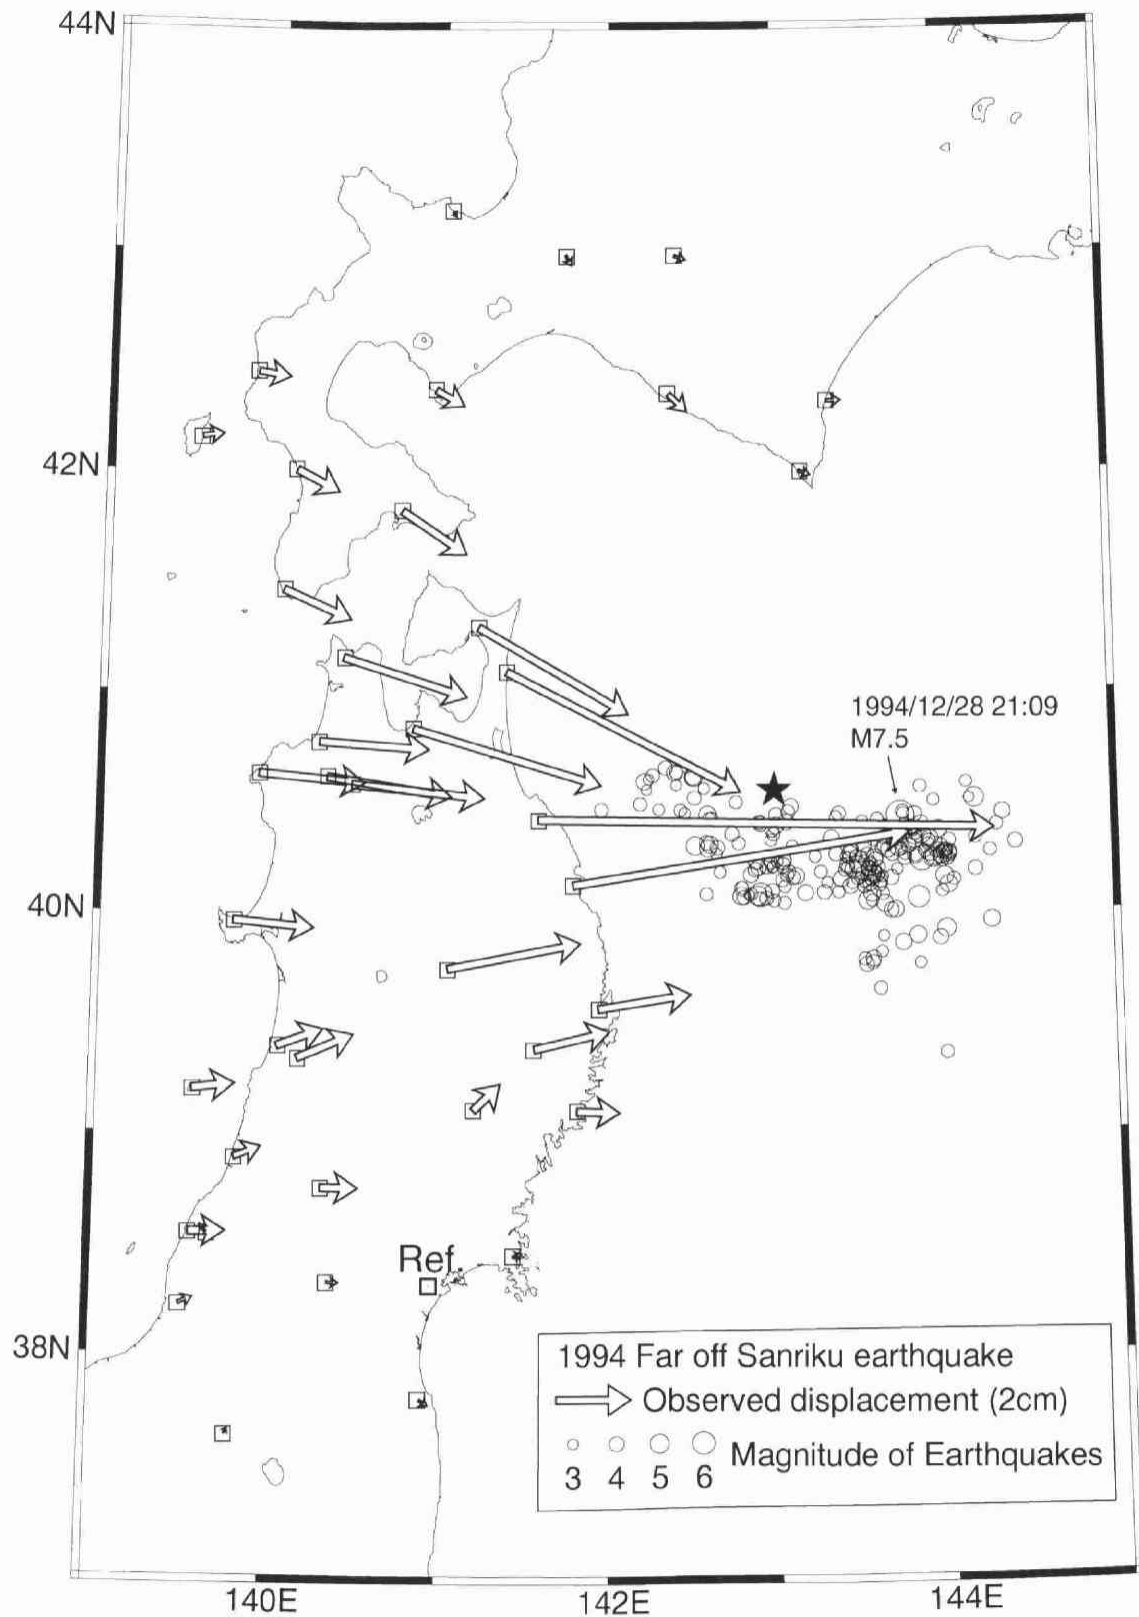 44N
42N
1994/12/28 21:09
M7.5
40N
Ref.
38N
1994 Far off Sanriku earthquake
Observed displacement (2cm)
3 4 5 6 Magnitude of Earthquakes
140E 142E 144E